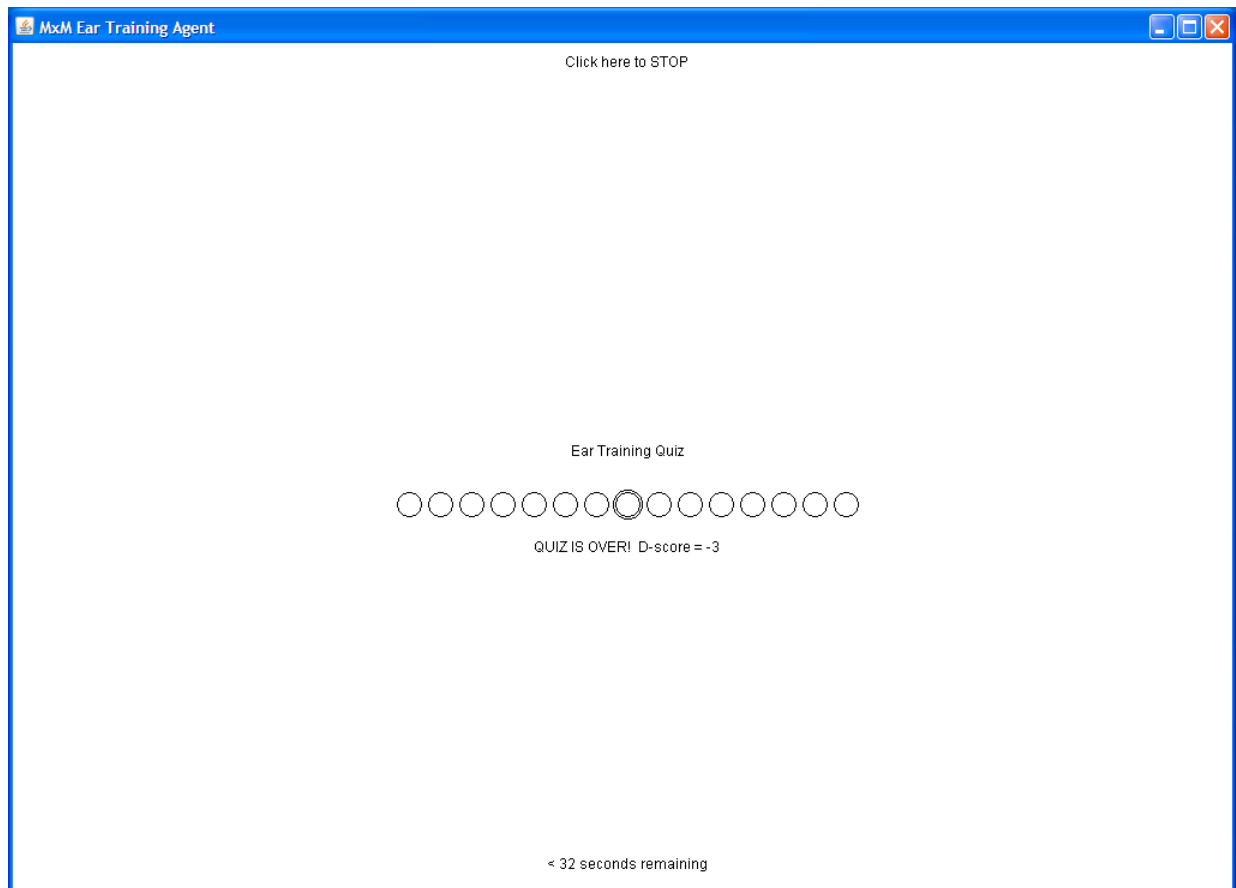 MxM Ear Training Agent
Click here to STOP
Ear Training Quiz
QUIZ IS OVER!  D-score = -3
< 32 seconds remaining